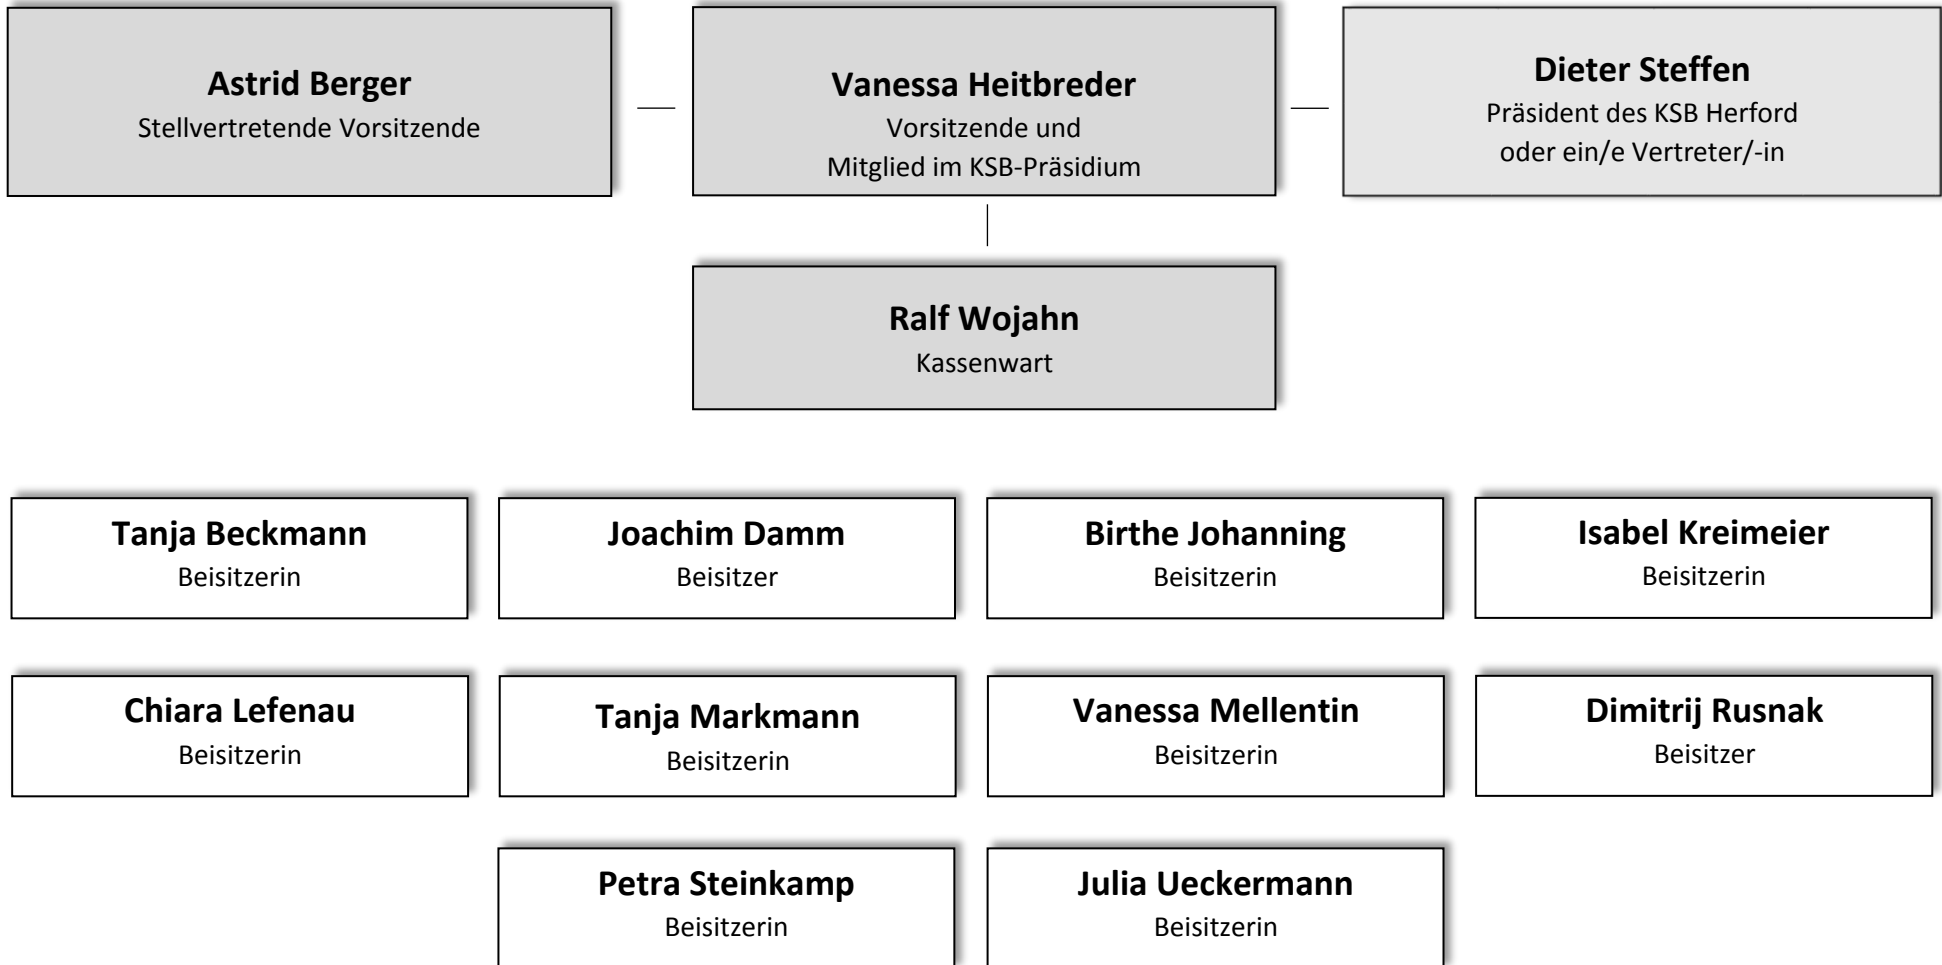 Astrid Berger
Stellvertretende Vorsitzende
Vanessa Heitbreder
Vorsitzende und
Mitglied im KSB-Präsidium
Dieter Steffen
Präsident des KSB Herford
oder ein/e Vertreter/-in
Ralf Wojahn
Kassenwart
Tanja Beckmann
Beisitzerin
Joachim Damm
Beisitzer
Birthe Johanning
Beisitzerin
Isabel Kreimeier
Beisitzerin
Chiara Lefenau
Beisitzerin
Tanja Markmann
Beisitzerin
Vanessa Mellentin
Beisitzerin
Dimitrij Rusnak
Beisitzer
Petra Steinkamp
Beisitzerin
Julia Ueckermann
Beisitzerin